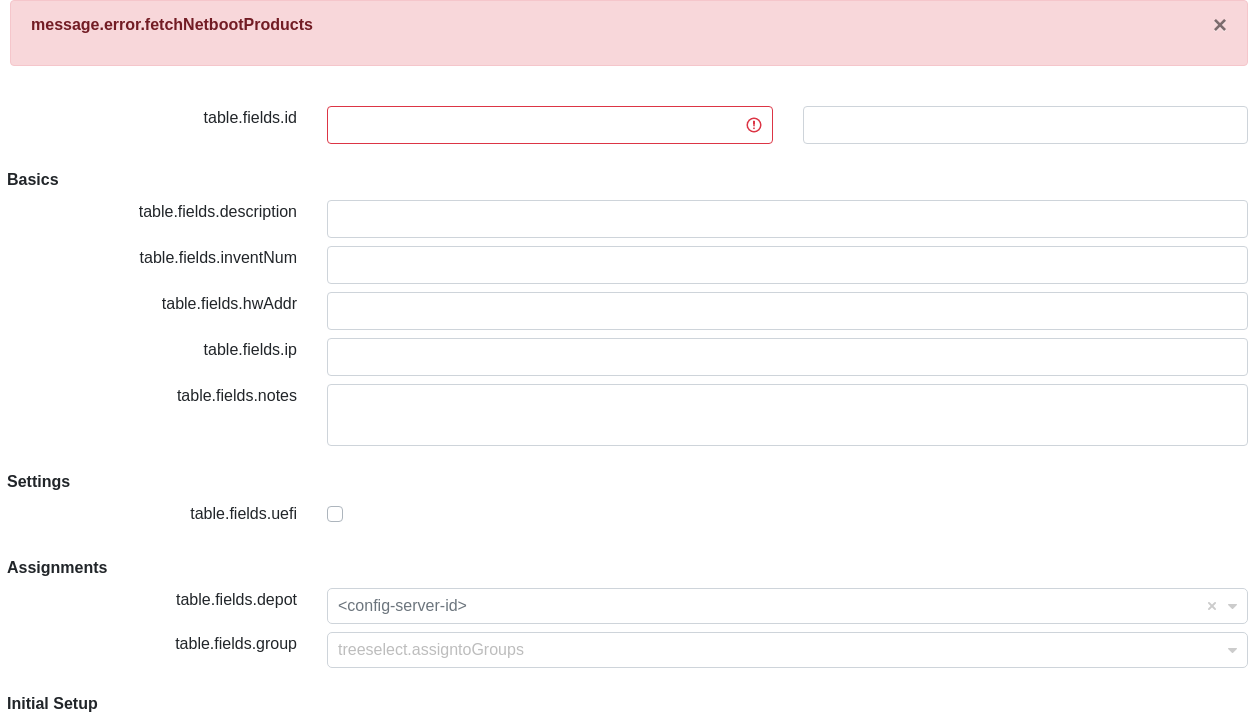 message.error.fetchNetbootProducts
×
table.fields.id
Basics
table.fields.description
table.fields.inventNum
table.fields.hwAddr
table.fields.ip
table.fields.notes
Settings
table.fields.uefi
Assignments
table.fields.depot
<config-server-id>
table.fields.group
treeselect.assigntoGroups
Initial Setup